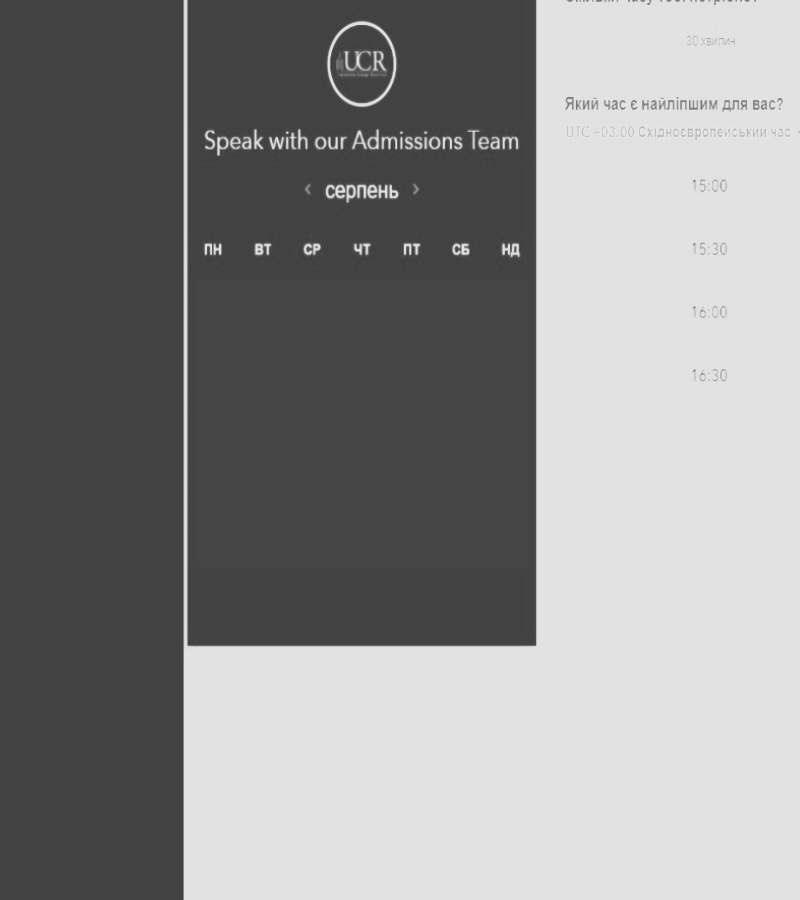 UCR
Speak with our Admissions Team
серпень
ПН ВТ СР ЧТ ПТ СБ НД
30 хвилин
Який час є найліпшим для вас?
UTC +03:00 Східноєвропейський час
15:00
15:30
16:00
16:30